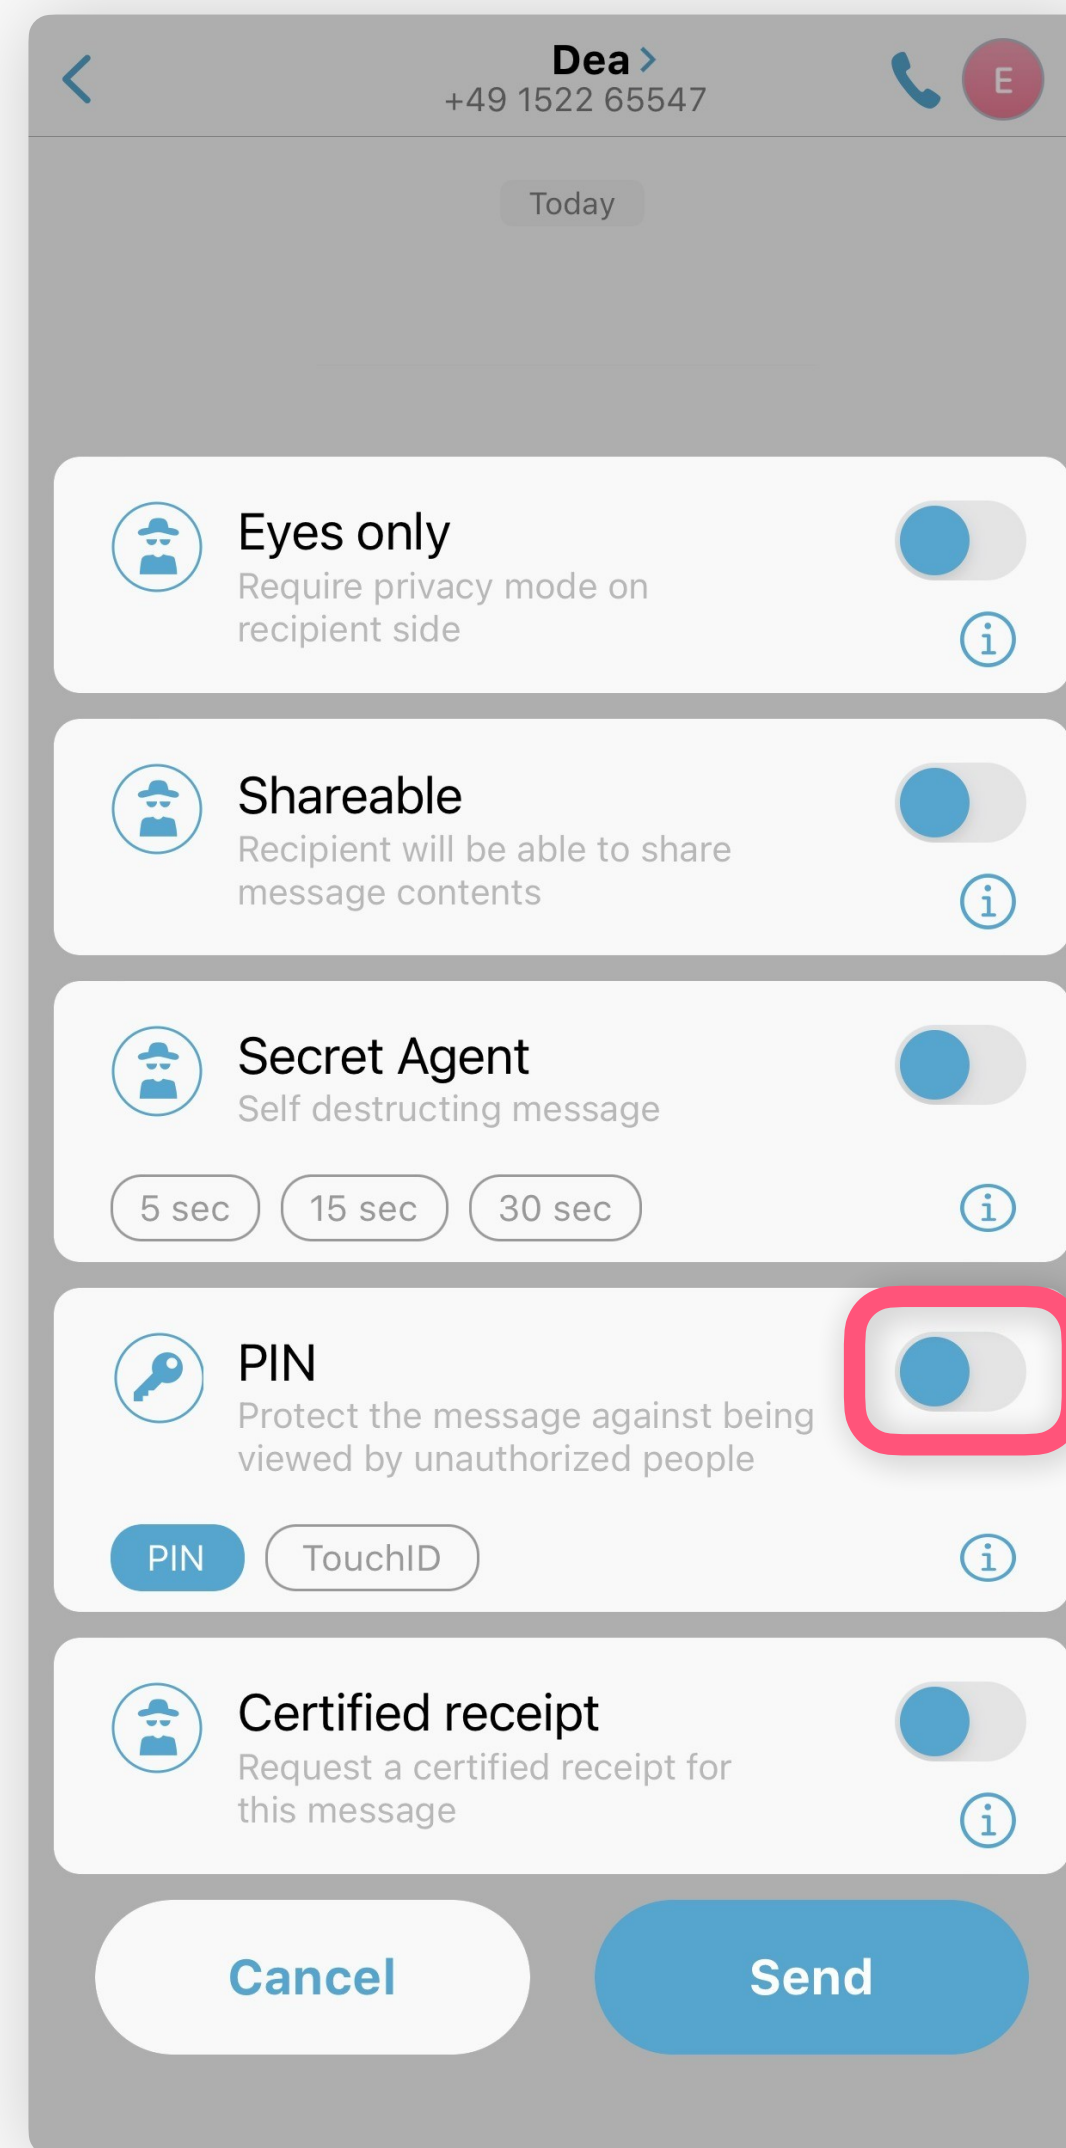 Dea
+49 1522 65547
E
Today
Eyes only
Require privacy mode on
recipient side
Shareable
Recipient will be able to share
message contents
Secret Agent
Self destructing message
5 sec 15 sec 30 sec
PIN
Protect the message against being
viewed by unauthorized people
PIN TouchID
Certified receipt
Request a certified receipt for
this message
Cancel Send